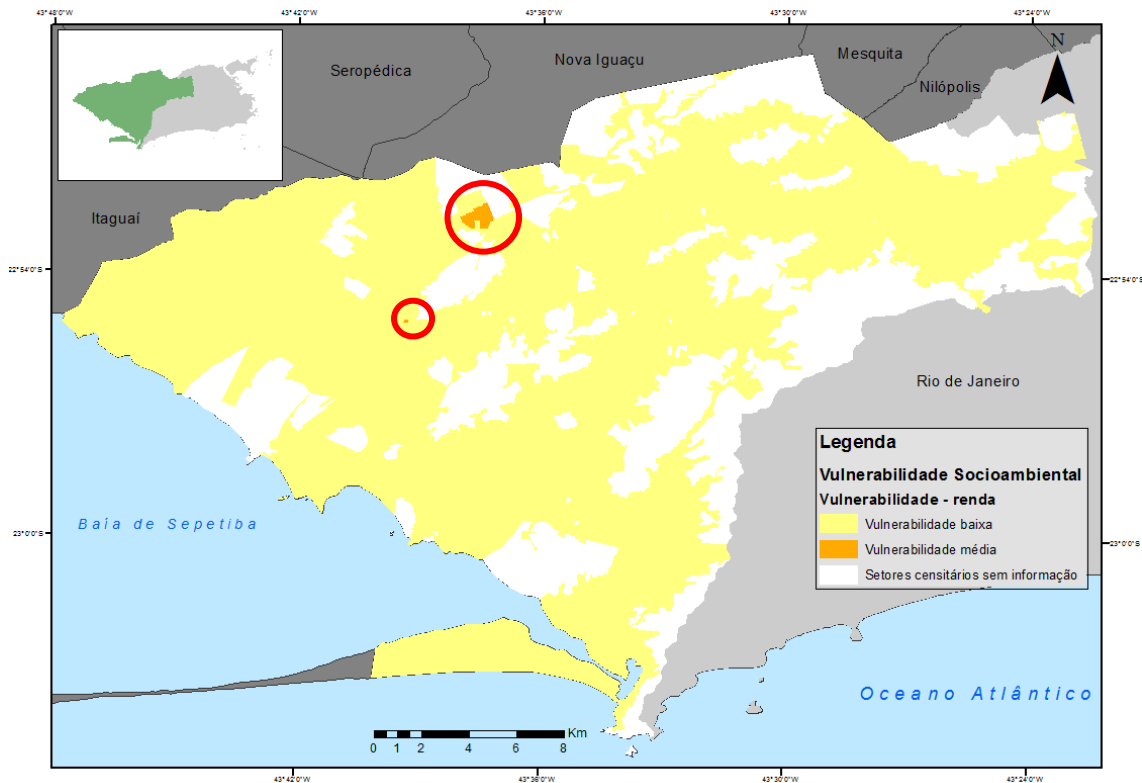 43°48'0"W
43°42'0"W
43°36'0"W
43°30'0"W
43°24'0"W
N
Mesquita
Nova Iguaçu
Seropédica
Nilópolis
Itaguaí
22°54'0"S
22°54'0"S
Rio de Janeiro
Legenda
Vulnerabilidade Socioambiental
Vulnerabilidade - renda
Vulnerabilidade baixa
Vulnerabilidade média
Setores censitários sem informação
Baía de Sepetiba
23°0'0"S
23°0'0"S
Oceano Atlântico
Km
0 1 2 4 6 8
43°42'0"W
43°36'0"W
43°30'0"W
43°24'0"W